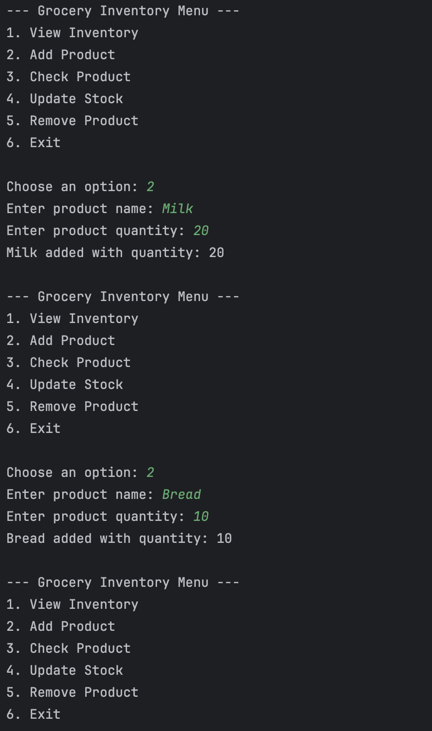 --- Grocery Inventory Menu ---
1. View Inventory
2. Add Product
3. Check Product
4. Update Stock
5. Remove Product
6. Exit
Choose an option: 2
Enter product name: Milk
Enter product quantity: 20
Milk added with quantity: 20
--- Grocery Inventory Menu ---
1. View Inventory
2. Add Product
3. Check Product
4. Update Stock
5. Remove Product
6. Exit
Choose an option: 2
Enter product name: Bread
Enter product quantity: 10
Bread added with quantity: 10
--- Grocery Inventory Menu ---
1. View Inventory
2. Add Product
3. Check Product
4. Update Stock
5. Remove Product
6. Exit